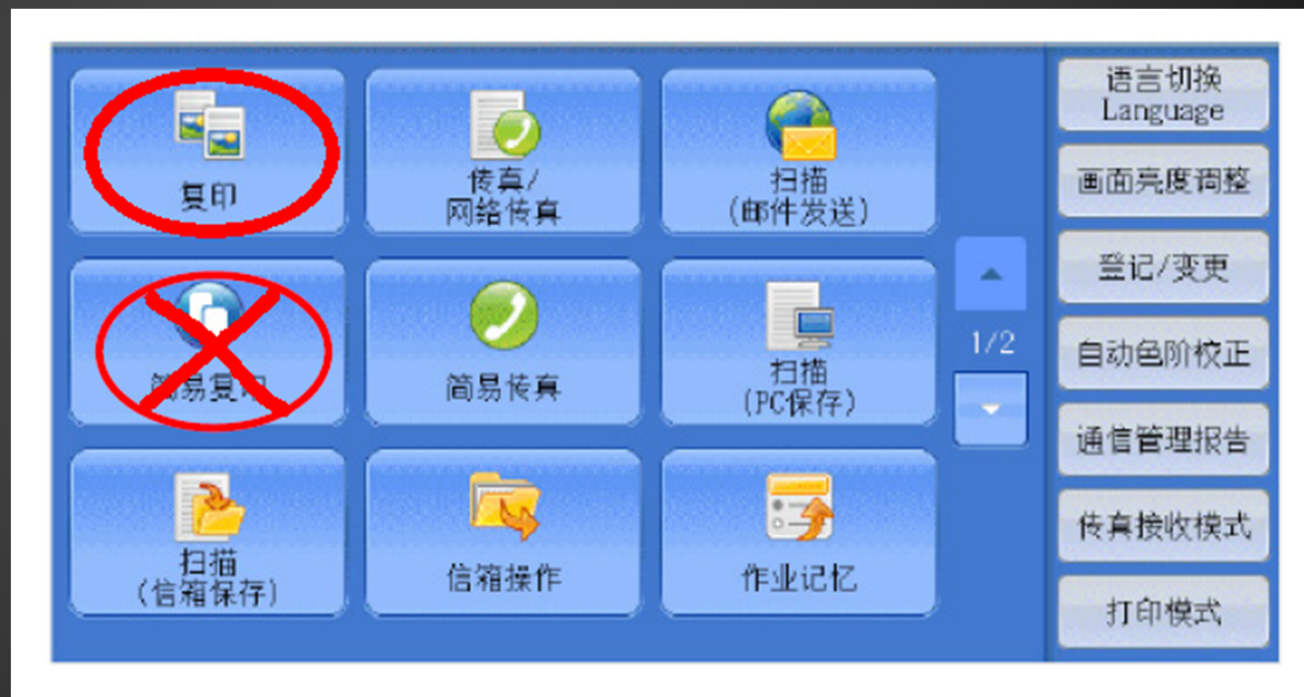 复印
传真/
网络传真
扫描
(邮件发送)
简易复印
简易传真
扫描
(PC保存)
扫描
(信箱保存)
信箱操作
作业记忆
1/2
语言切换
Language
画面亮度调整
登记/变更
自动色阶校正
通信管理报告
传真接收模式
打印模式